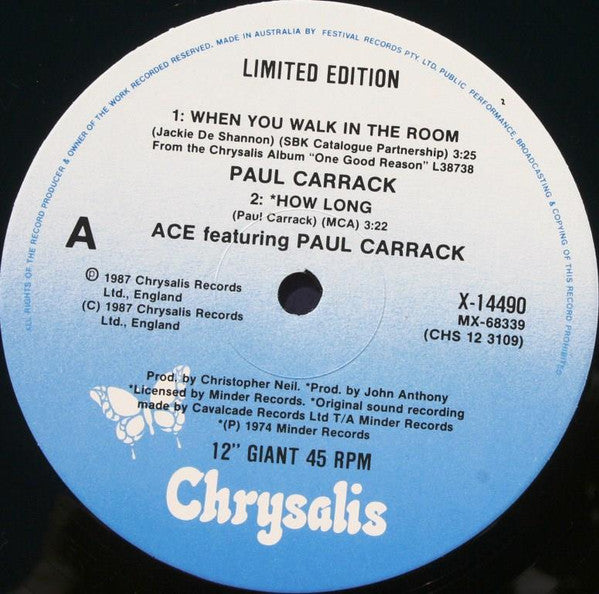 ALL RIGHTS OF THE RECORD PRODUCER & OWNER OF THE WORK RECORDED RESERVED. MADE IN AUSTRALIA BY FESTIVAL RECORDS PTY. LTD. PUBLIC PERFORMANCE, BROADCASTING & COPYING OF THIS RECORD PROHIBITED
LIMITED EDITION
1: WHEN YOU WALK IN THE ROOM
(Jackie De Shannon) (SBK Catalogue Partnership) 3:25
From the Chrysalis Album "One Good Reason" L38738
PAUL CARRACK
2: *HOW LONG
(Paul Carrack) (MCA) 3:22
ACE featuring PAUL CARRACK
A
℗ 1987 Chrysalis Records
Ltd., England
(C) 1987 Chrysalis Records
Ltd., England
X-14490
MX-68339
(CHS 12 3109)
Prod. by Christopher Neil. *Prod. by John Anthony
*Licensed by Minder Records. *Original sound recording
made by Cavalcade Records Ltd T/A Minder Records
*(P) 1974 Minder Records
12" GIANT 45 RPM
Chrysalis